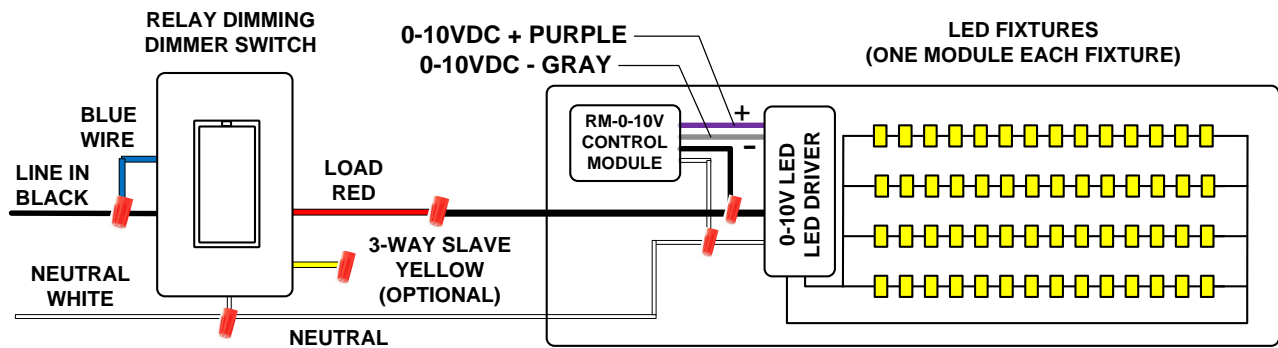 RELAY DIMMING
DIMMER SWITCH
0-10VDC + PURPLE
0-10VDC - GRAY
LED FIXTURES
(ONE MODULE EACH FIXTURE)
BLUE
WIRE
LINE IN
BLACK
LOAD
RED
RM-0-10V
CONTROL
MODULE
+
-
0-10V LED
LED DRIVER
3-WAY SLAVE
YELLOW
(OPTIONAL)
NEUTRAL
WHITE
NEUTRAL